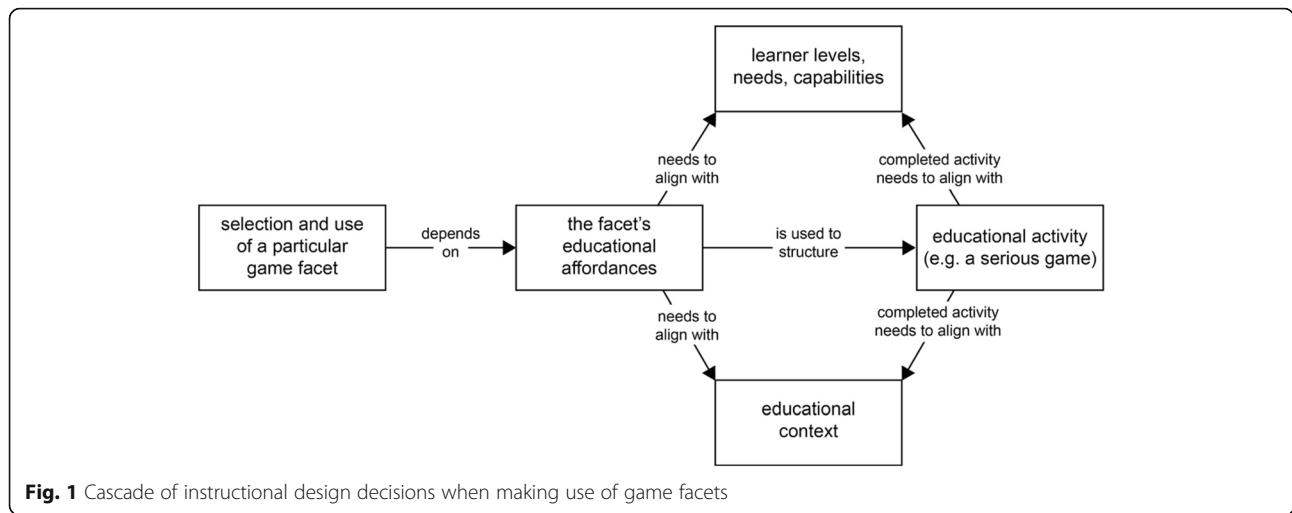 learner levels,
needs, capabilities
needs to
align with
completed activity
needs to align with
selection and use
of a particular
game facet
depends
on
the facet's
educational
affordances
is used to
structure
educational activity
(e.g. a serious game)
needs to
align with
completed activity
needs to align with
educational
context
Fig. 1 Cascade of instructional design decisions when making use of game facets